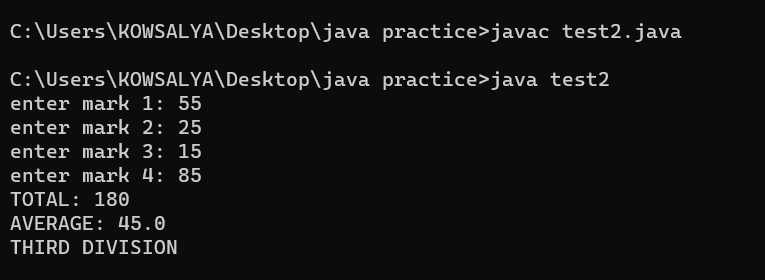 C:\Users\KOWSALYA\Desktop\java practice>javac test2.java
C:\Users\KOWSALYA\Desktop\java practice>java test2
enter mark 1: 55
enter mark 2: 25
enter mark 3: 15
enter mark 4: 85
TOTAL: 180
AVERAGE: 45.0
THIRD DIVISION